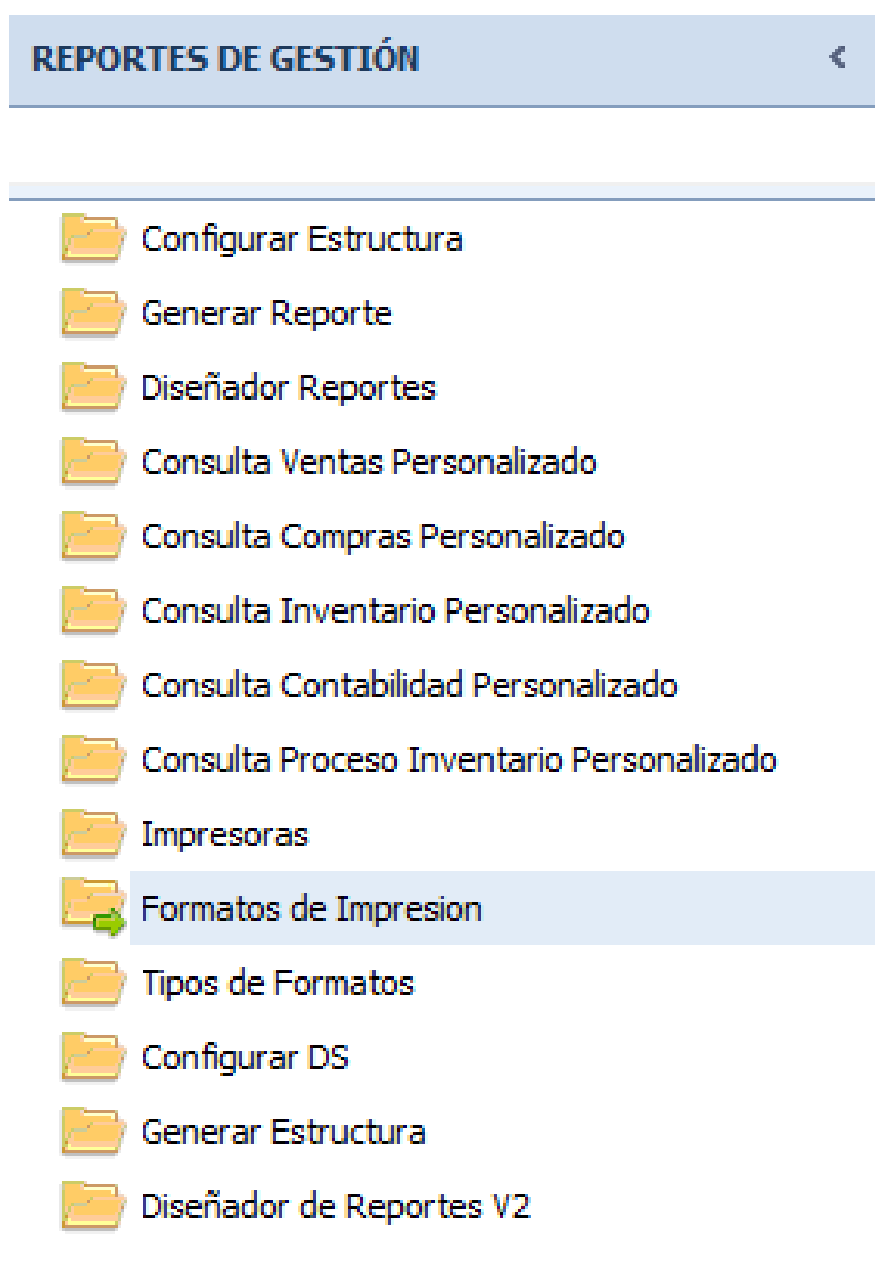 REPORTES DE GESTIÓN
Configurar Estructura
Generar Reporte
Diseñador Reportes
Consulta Ventas Personalizado
Consulta Compras Personalizado
Consulta Inventario Personalizado
Consulta Contabilidad Personalizado
Consulta Proceso Inventario Personalizado
Impresoras
Formatos de Impresion
Tipos de Formatos
Configurar DS
Generar Estructura
Diseñador de Reportes V2